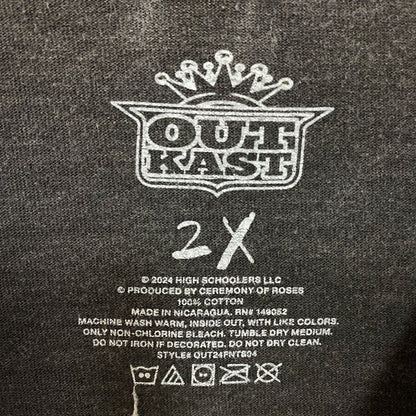 OUT
KAST
2X
© 2024 HIGH SCHOOLERS LLC
© PRODUCED BY CEREMONY OF ROSES
100% COTTON
MADE IN NICARAGUA. RN# 149052
MACHINE WASH WARM, INSIDE OUT, WITH LIKE COLORS.
ONLY NON-CHLORINE BLEACH. TUMBLE DRY MEDIUM.
DO NOT IRON IF DECORATED. DO NOT DRY CLEAN.
STYLE# OUT24FNTS04